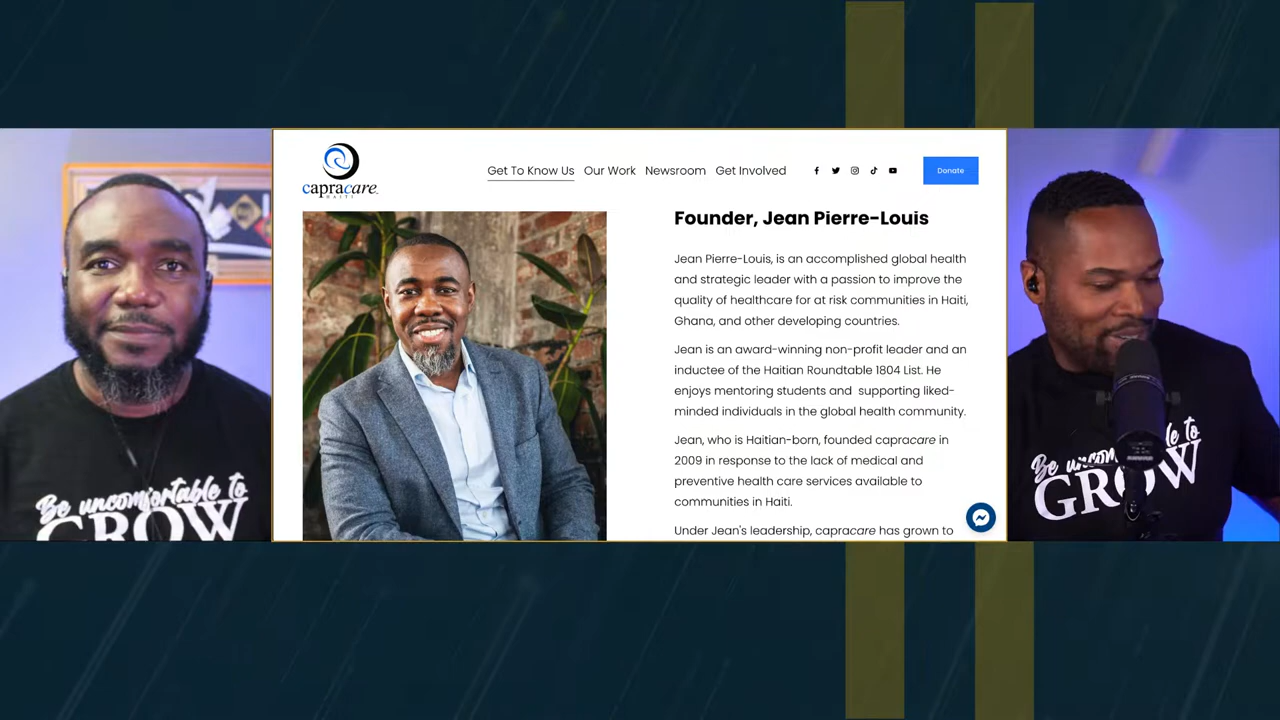 capracare
HAITI
Get To Know Us Our Work Newsroom Get Involved
Donate
Founder, Jean Pierre-Louis
Jean Pierre-Louis, is an accomplished global health
and strategic leader with a passion to improve the
quality of healthcare for at risk communities in Haiti,
Ghana, and other developing countries.
Jean is an award-winning non-profit leader and an
inductee of the Haitian Roundtable 1804 List. He
enjoys mentoring students and supporting liked-
minded individuals in the global health community.
Jean, who is Haitian-born, founded capracare in
2009 in response to the lack of medical and
preventive health care services available to
communities in Haiti.
Under Jean's leadership, capracare has grown to
Be uncomfortable to
GROW
Be uncom le to
GROW